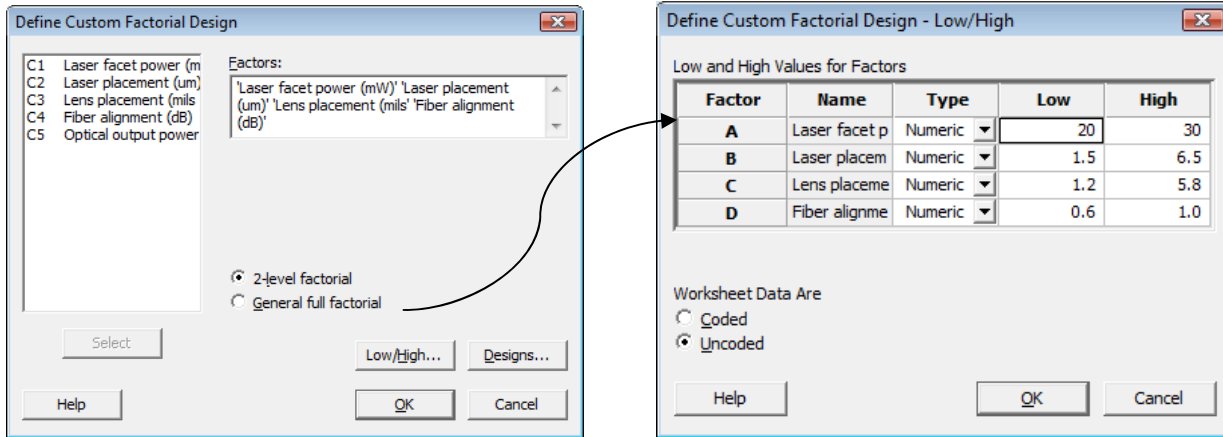 Define Custom Factorial Design
C1 Laser facet power (m
C2 Laser placement (um)
C3 Lens placement (mils
C4 Fiber alignment (dB)
C5 Optical output power
Factors:
'Laser facet power (mW)' 'Laser placement
(um)' 'Lens placement (mils' 'Fiber alignment
(dB)'
2-level factorial
General full factorial
Select
Low/High...
Designs...
Help
OK
Cancel
Define Custom Factorial Design - Low/High
Low and High Values for Factors
Factor Name Type Low High
A Laser facet p Numeric 20 30
B Laser placem Numeric 1.5 6.5
C Lens placeme Numeric 1.2 5.8
D Fiber alignme Numeric 0.6 1.0
Worksheet Data Are
Coded
Uncoded
Help
OK
Cancel